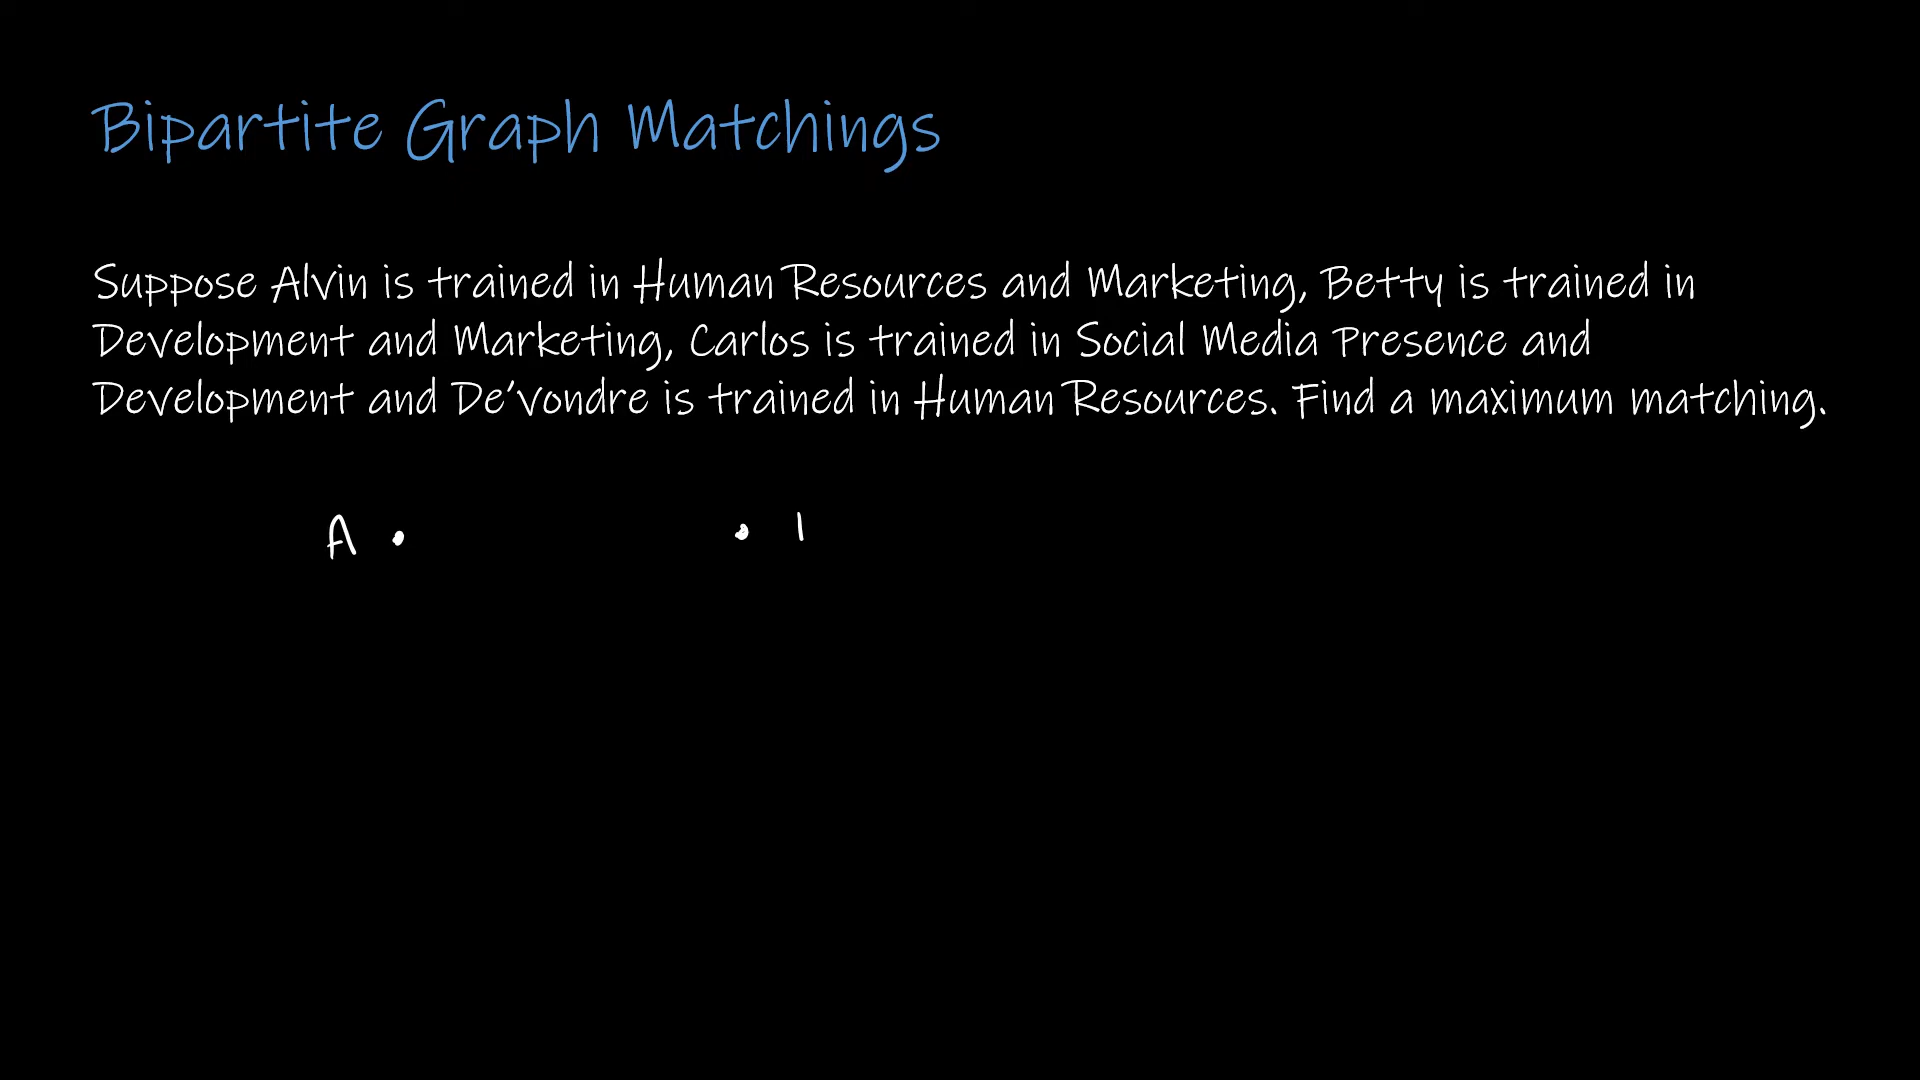 Bipartite Graph Matchings
Suppose Alvin is trained in Human Resources and Marketing, Betty is trained in
Development and Marketing, Carlos is trained in Social Media Presence and
Development and De'vondre is trained in Human Resources. Find a maximum matching.
A • • I